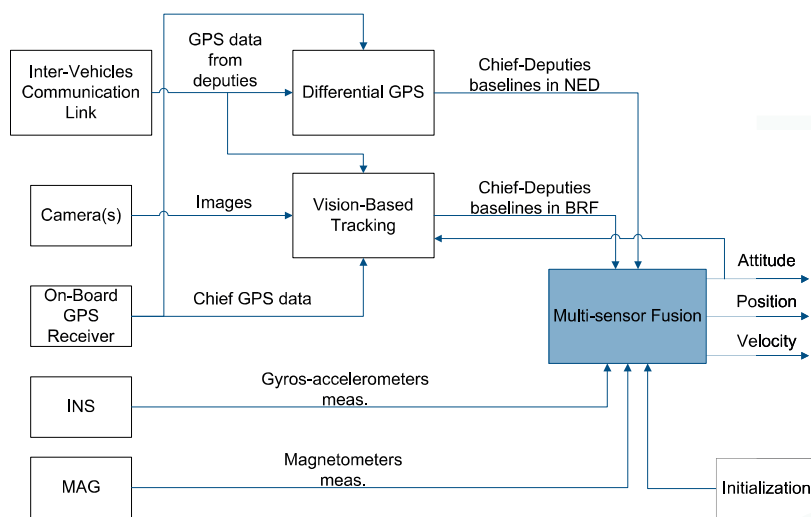 GPS data
from
deputies
Inter-Vehicles
Communication
Link
Differential GPS
Chief-Deputies
baselines in NED
Camera(s)
Images
Vision-Based
Tracking
Chief-Deputies
baselines in BRF
On-Board
GPS
Receiver
Chief GPS data
Multi-sensor Fusion
Attitude
Position
Velocity
INS
Gyros-accelerometers
meas.
MAG
Magnetometers
meas.
Initialization